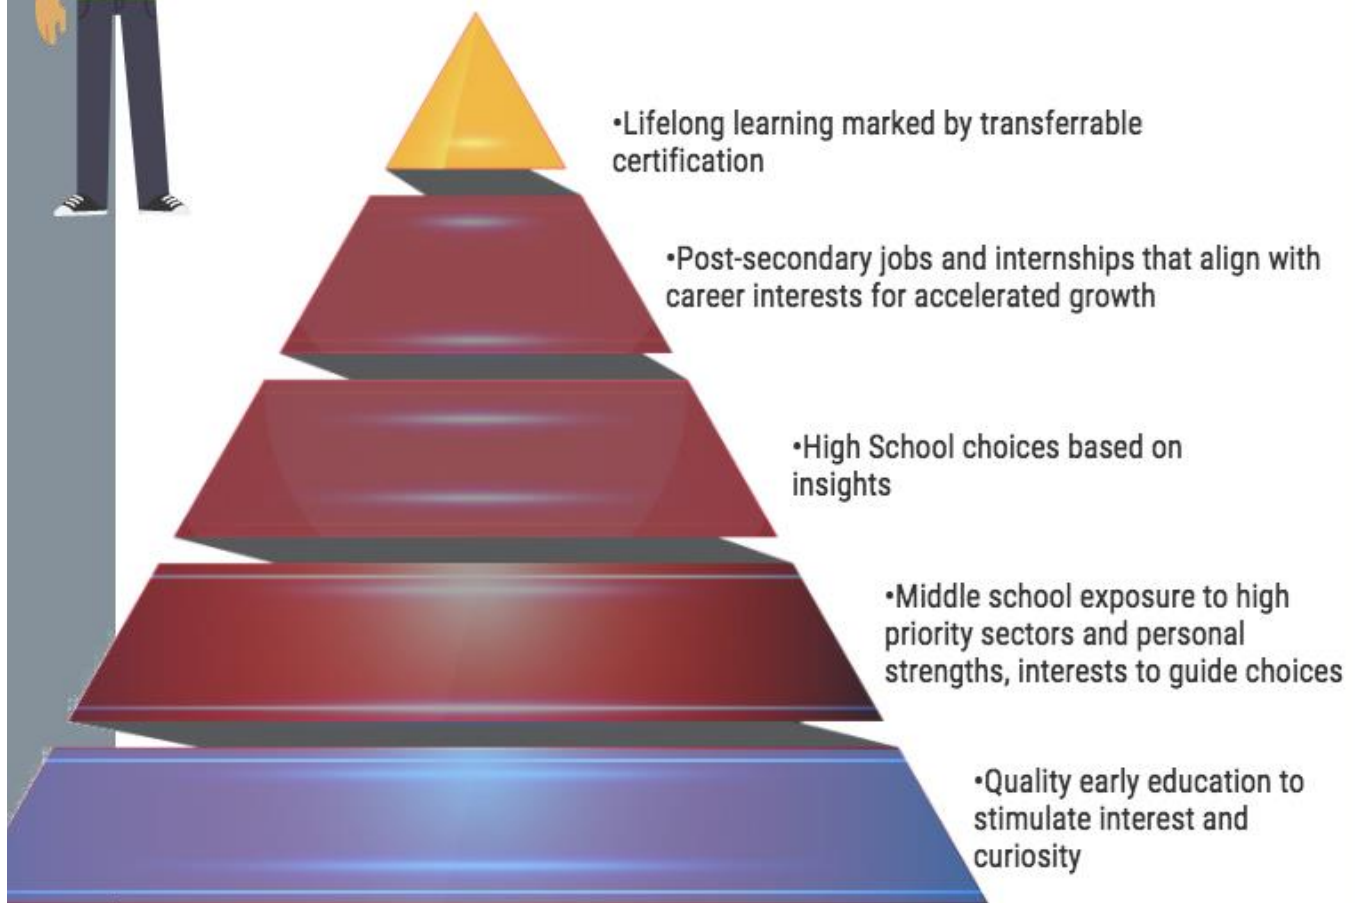 •Lifelong learning marked by transferrable
certification
•Post-secondary jobs and internships that align with
career interests for accelerated growth
•High School choices based on
insights
•Middle school exposure to high
priority sectors and personal
strengths, interests to guide choices
•Quality early education to
stimulate interest and
curiosity